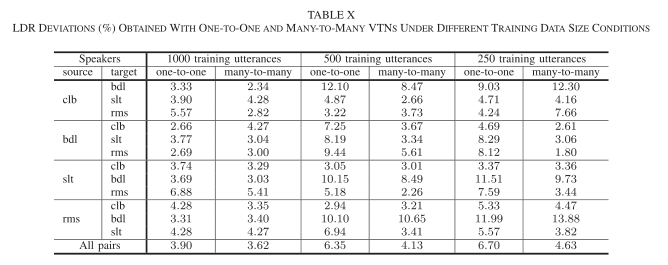 TABLE X
LDR DEVIATIONS (%) OBTAINED WITH ONE-TO-ONE AND MANY-TO-MANY VTNS UNDER DIFFERENT TRAINING DATA SIZE CONDITIONS
Speakers 1000 training utterances 500 training utterances 250 training utterances
source target one-to-one many-to-many one-to-one many-to-many one-to-one many-to-many
bdl 3.33 2.34 12.10 8.47 9.03 12.30
clb slt 3.90 4.28 4.87 2.66 4.71 4.16
rms 5.57 2.82 3.22 3.73 4.24 7.66
clb 2.66 4.27 7.25 3.67 4.69 2.61
bdl slt 3.77 3.04 8.19 3.34 8.29 3.06
rms 2.69 3.00 9.44 5.61 8.12 1.80
clb 3.74 3.29 3.05 3.01 3.37 3.36
slt bdl 3.69 3.03 10.15 8.49 11.51 9.73
rms 6.88 5.41 5.18 2.26 7.59 3.44
clb 4.28 3.35 2.94 3.21 5.33 4.47
rms bdl 3.31 3.40 10.10 10.65 11.99 13.88
slt 4.28 4.27 6.94 3.41 5.57 3.82
All pairs 3.90 3.62 6.35 4.13 6.70 4.63